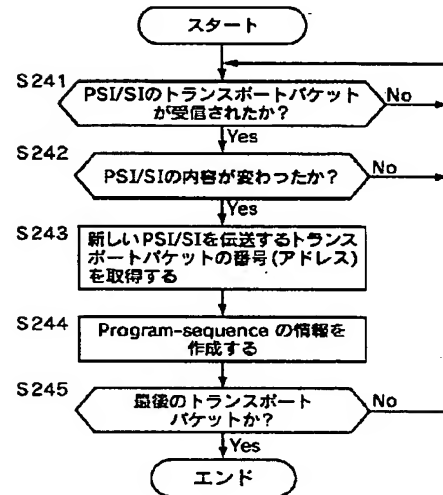 スタート
S241
PSI/SIのトランスポートパケット
が受信されたか？
No
Yes
S242
PSI/SIの内容が変わったか？
No
Yes
S243
新しいPSI/SIを伝送するトランス
ポートパケットの番号(アドレス)
を取得する
S244
Program-sequence の情報を
作成する
S245
最後のトランスポート
パケットか？
No
Yes
エンド